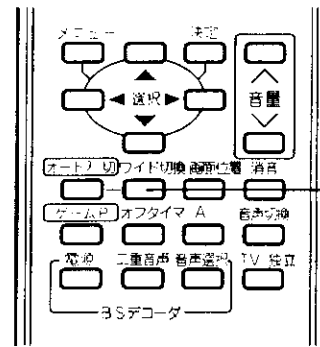 メニュー 決定
選択
音量
オート入/切 ワイド切換 画面位置 消音
ゲームP オフタイマ A 音声切換
電源 二重音声 音声選択 TV/独立
BSデコーダ